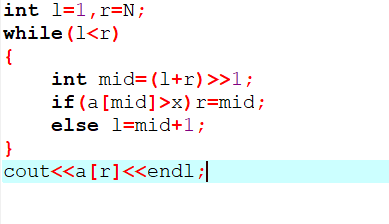 int l=1,r=N;
while(l<r)
{
    int mid=(l+r)>>1;
    if(a[mid]>x)r=mid;
    else l=mid+1;
}
cout<<a[r]<<endl;